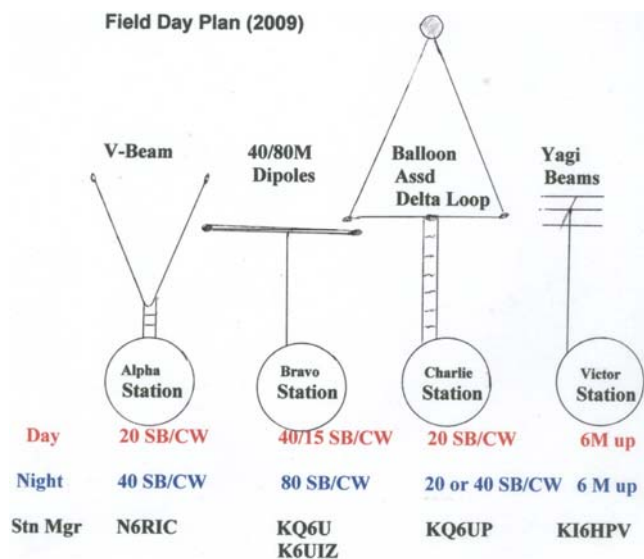 Field Day Plan (2009)
V-Beam
40/80M
Dipoles
Balloon
Assd
Delta Loop
Yagi
Beams
Alpha
Station
Bravo
Station
Charlie
Station
Victor
Station
Day 20 SB/CW 40/15 SB/CW 20 SB/CW 6M up
Night 40 SB/CW 80 SB/CW 20 or 40 SB/CW 6 M up
Stn Mgr N6RIC KQ6U KQ6UP KI6HPV
K6UIZ